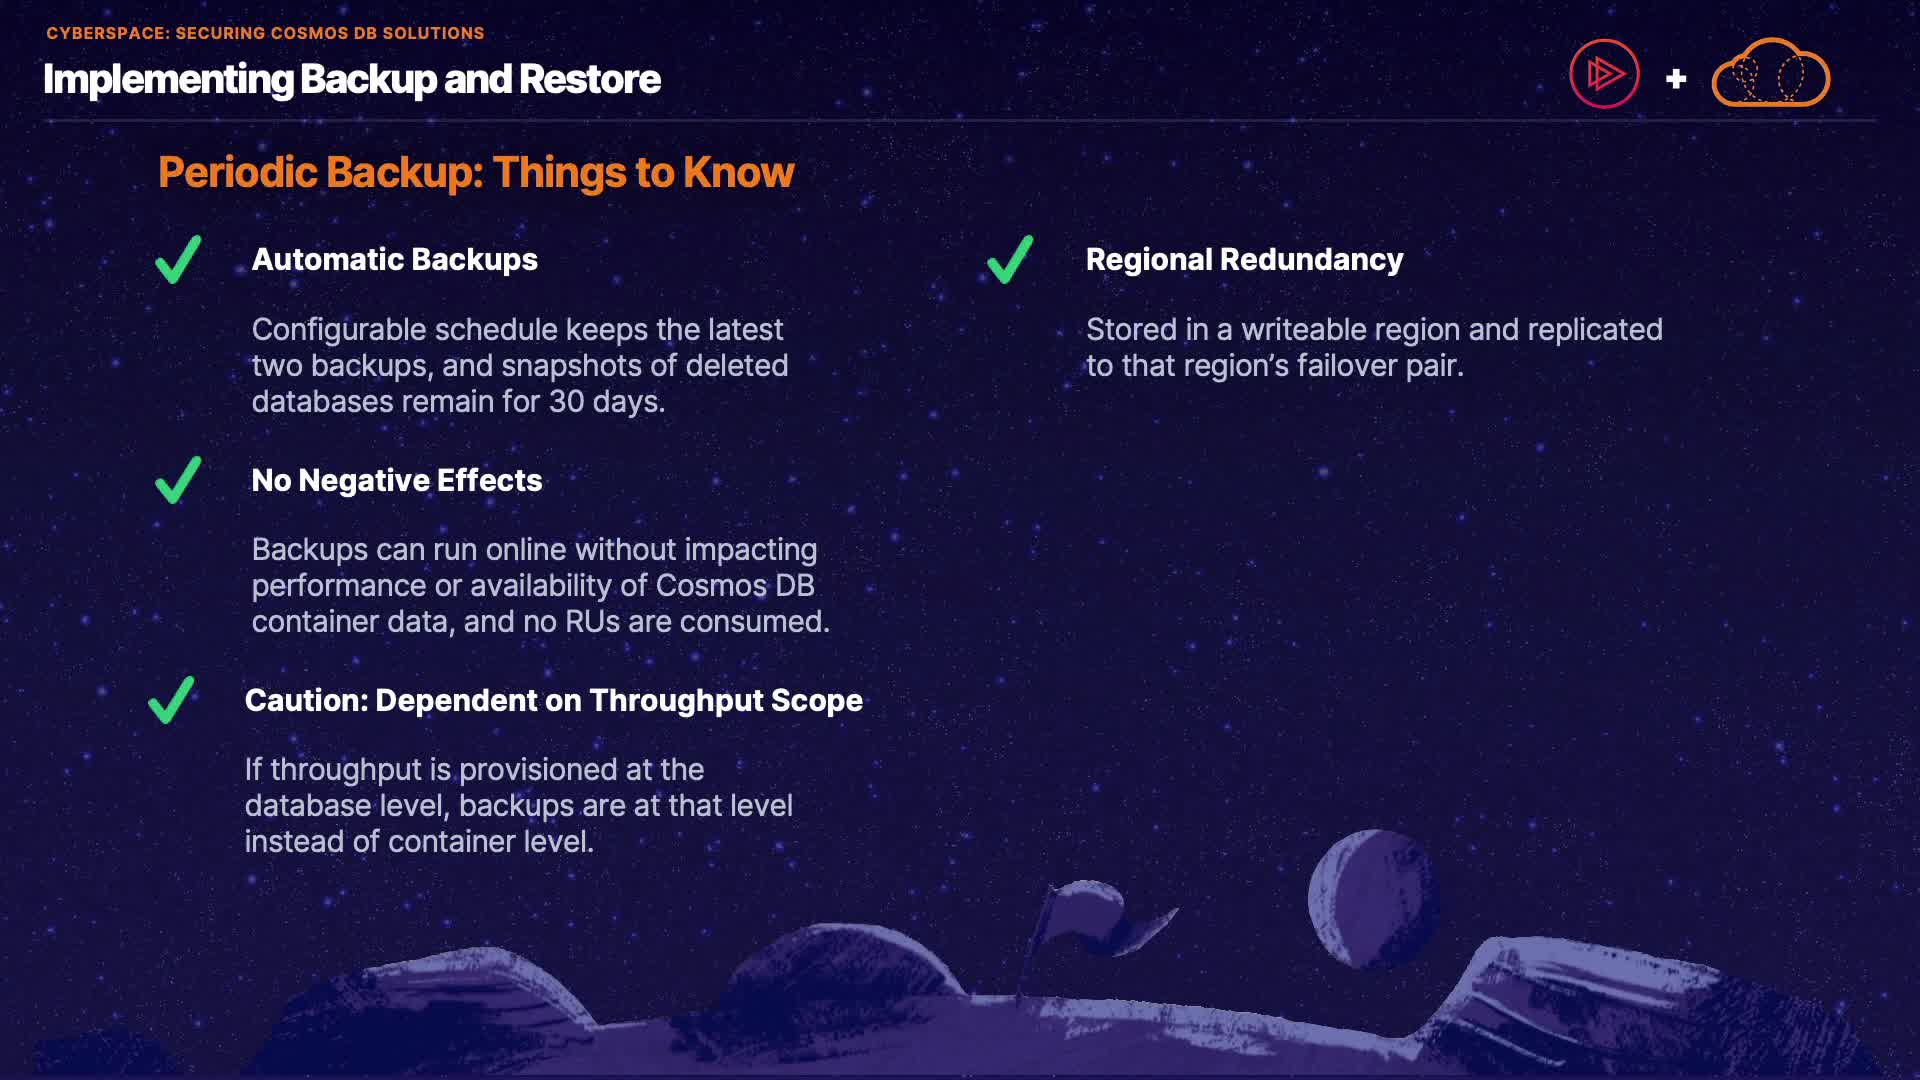 CYBERSPACE: SECURING COSMOS DB SOLUTIONS
Implementing Backup and Restore
+
Periodic Backup: Things to Know
Automatic Backups
Configurable schedule keeps the latest
two backups, and snapshots of deleted
databases remain for 30 days.
No Negative Effects
Backups can run online without impacting
performance or availability of Cosmos DB
container data, and no RUs are consumed.
Caution: Dependent on Throughput Scope
If throughput is provisioned at the
database level, backups are at that level
instead of container level.
Regional Redundancy
Stored in a writeable region and replicated
to that region’s failover pair.